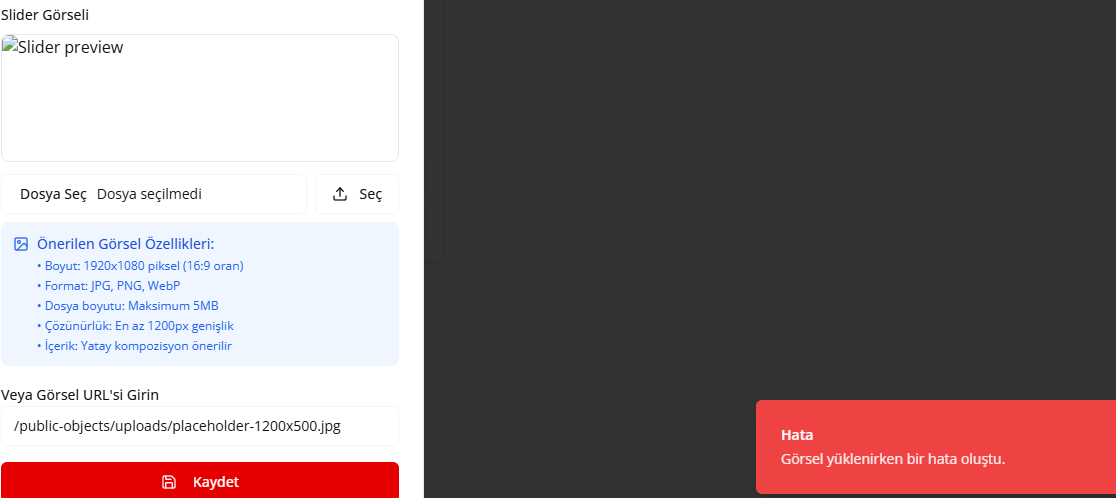 Slider Görseli
Slider preview
Dosya Seç Dosya seçilmedi
Seç
Önerilen Görsel Özellikleri:
• Boyut: 1920x1080 piksel (16:9 oran)
• Format: JPG, PNG, WebP
• Dosya boyutu: Maksimum 5MB
• Çözünürlük: En az 1200px genişlik
• İçerik: Yatay kompozisyon önerilir
Veya Görsel URL'si Girin
/public-objects/uploads/placeholder-1200x500.jpg
Kaydet
Hata
Görsel yüklenirken bir hata oluştu.